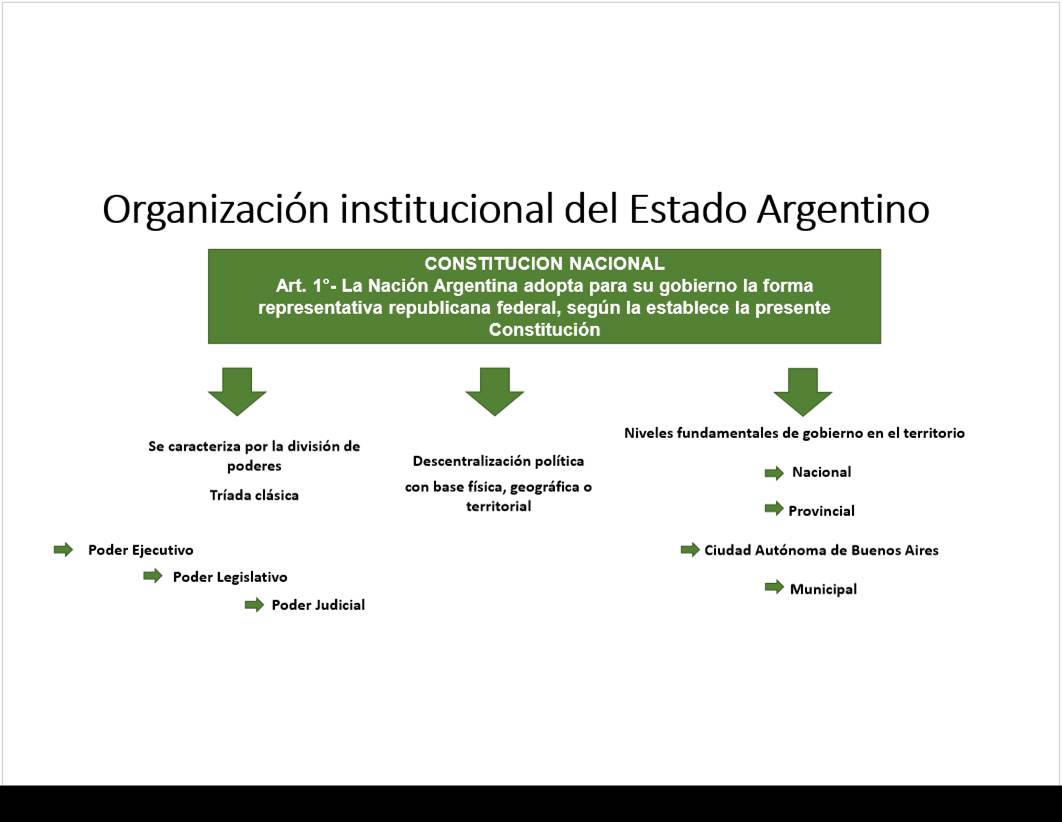 Organización institucional del Estado Argentino
CONSTITUCION NACIONAL
Art. 1°- La Nación Argentina adopta para su gobierno la forma
representativa republicana federal, según la establece la presente
Constitución
Se caracteriza por la división de
poderes
Tríada clásica
Poder Ejecutivo
Poder Legislativo
Poder Judicial
Descentralización política
con base física, geográfica o
territorial
Niveles fundamentales de gobierno en el territorio
Nacional
Provincial
Ciudad Autónoma de Buenos Aires
Municipal